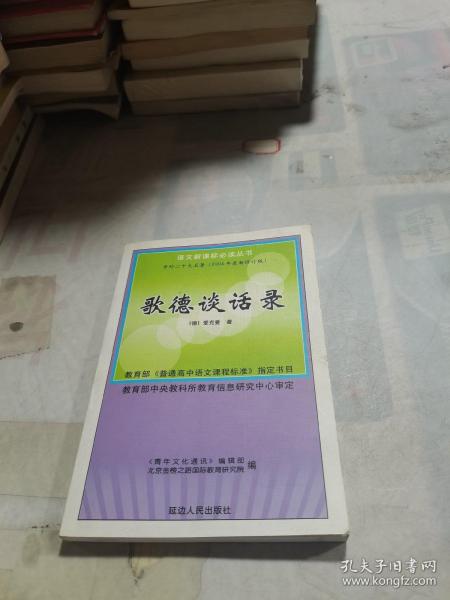 语文新课标必读丛书
歌德谈话录
(德)爱克曼 著
教育部《普通高中语文课程标准》指定书目
教育部中央教科所教育信息研究中心审定
《青年文化通讯》编辑部
北京金榜之路国际教育研究院
编
延边人民出版社
孔夫子旧书网
www.kongfz.com